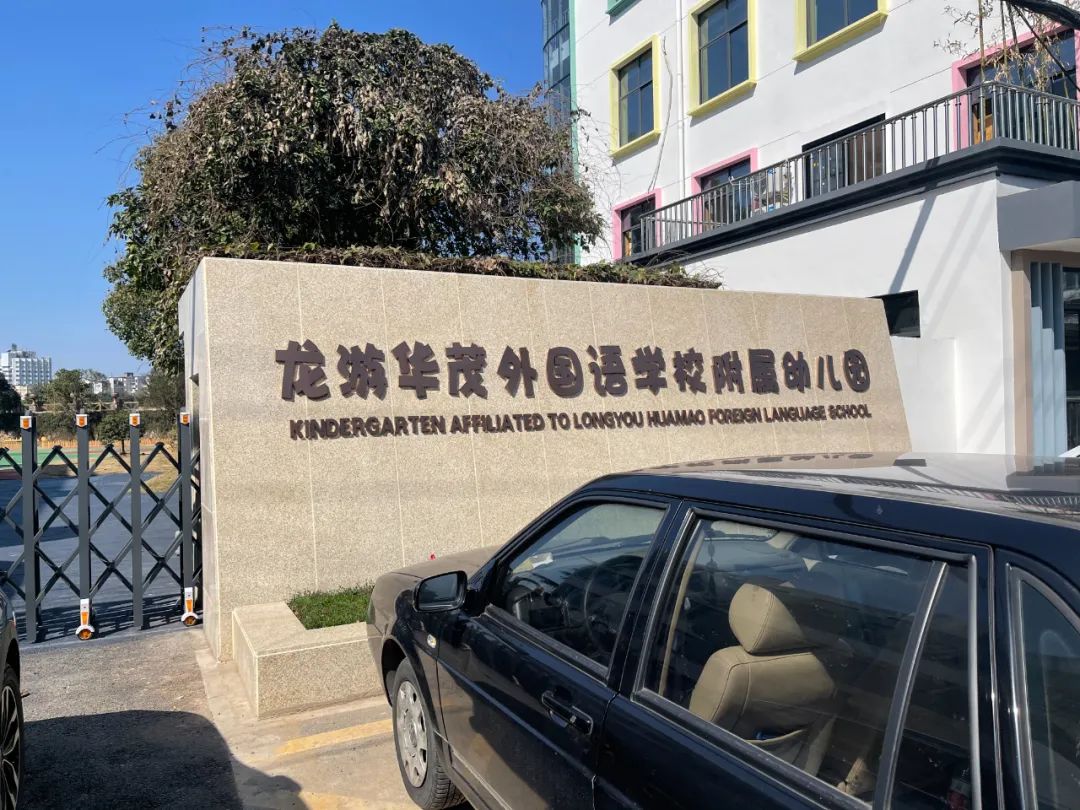 龙游华茂外国语学校附属幼儿园
KINDERGARTEN AFFILIATED TO LONGYOU HUAMAO FOREIGN LANGUAGE SCHOOL